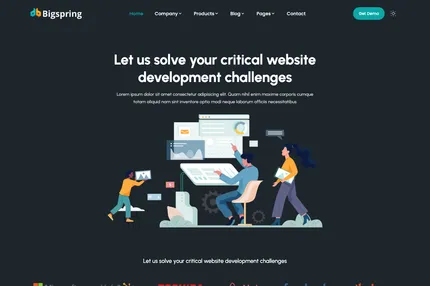 Bigspring
Home Company Products Blog Pages Contact
Get Demo
Let us solve your critical website
development challenges
Lorem ipsum dolor sit amet consectetur adipisicing elit. Quam nihil maxime corporis cumque
totam aliquid nam sint inventore optio modi neque laborum officiis necessitatibus
Let us solve your critical website development challenges